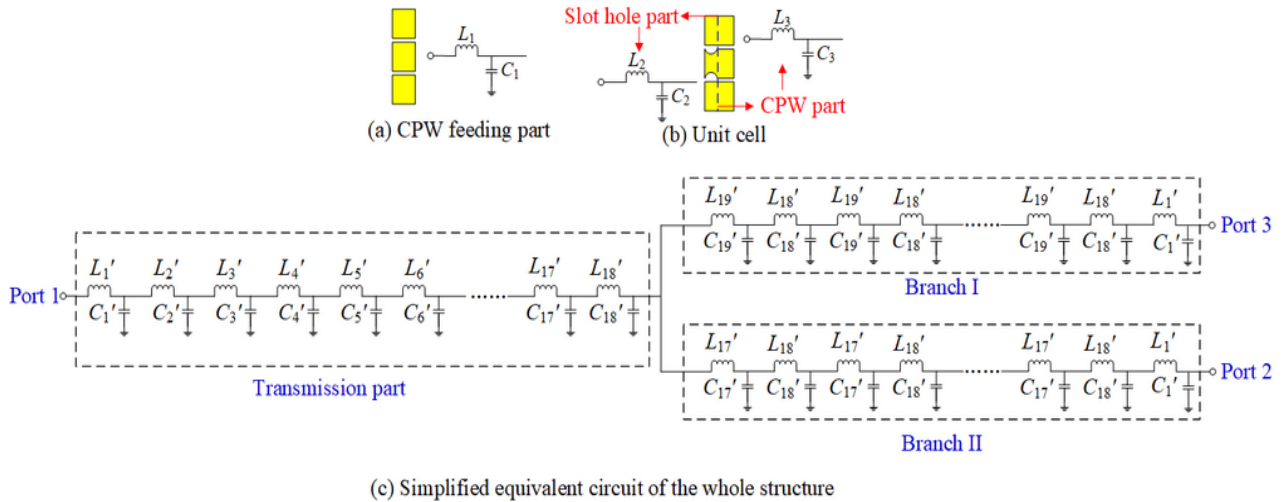 Slot hole part
L₁
C₁
L₂
C₂
L₃
C₃
CPW part
(a) CPW feeding part
(b) Unit cell
L₁₉′ L₁₈′ L₁₉′ L₁₈′ ...... L₁₉′ L₁₈′ L₁′
C₁₉′ C₁₈′ C₁₉′ C₁₈′ C₁₉′ C₁₈′ C₁′
Port 3
Branch I
L₁′ L₂′ L₃′ L₄′ L₅′ L₆′ ...... L₁₇′ L₁₈′
Port 1
C₁′ C₂′ C₃′ C₄′ C₅′ C₆′ C₁₇′ C₁₈′
Transmission part
L₁₇′ L₁₈′ L₁₇′ L₁₈′ ...... L₁₇′ L₁₈′ L₁′
C₁₇′ C₁₈′ C₁₇′ C₁₈′ C₁₇′ C₁₈′ C₁′
Port 2
Branch II
(c) Simplified equivalent circuit of the whole structure